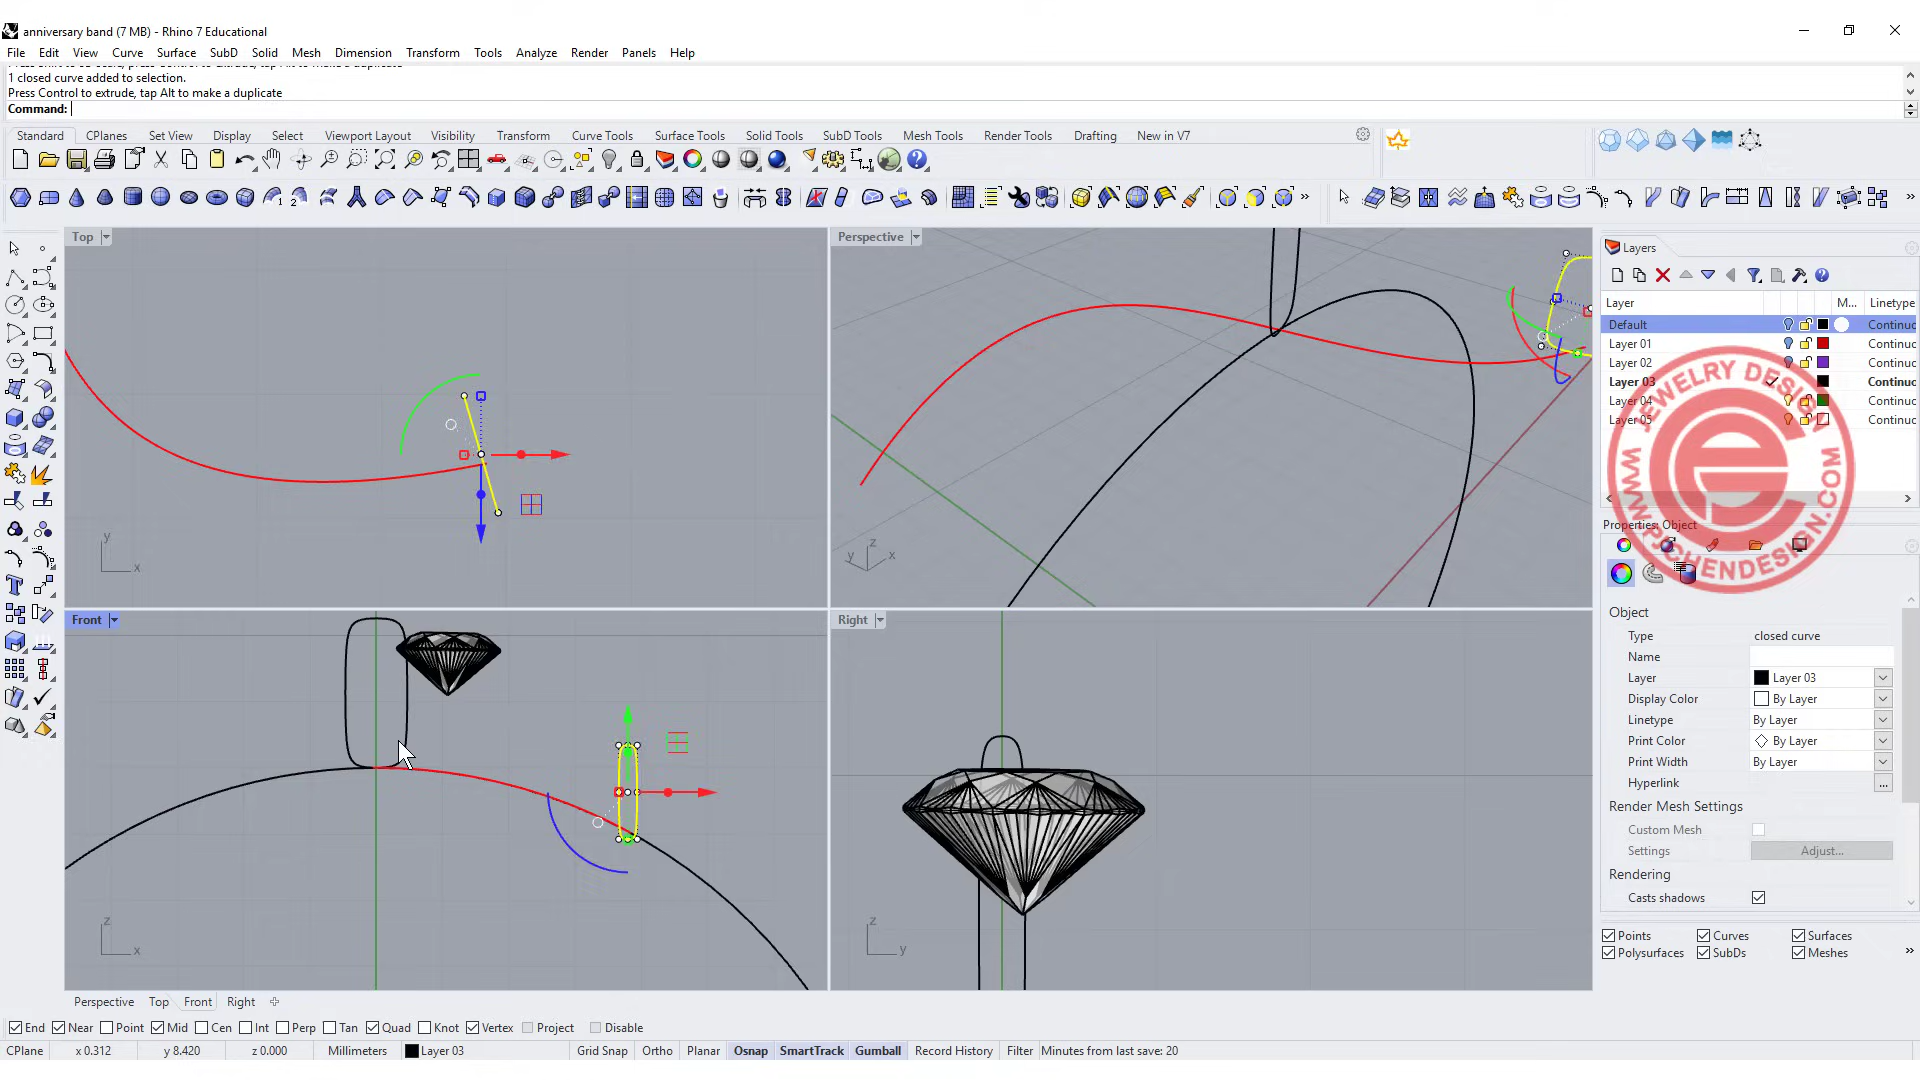 anniversary band (7 MB) - Rhino 7 Educational
File Edit View Curve Surface SubD Solid Mesh Dimension Transform Tools Analyze Render Panels Help
1 closed curve added to selection.
Press Control to extrude, tap Alt to make a duplicate
Command:
Standard CPlanes Set View Display Select Viewport Layout Visibility Transform Curve Tools Surface Tools Solid Tools SubD Tools Mesh Tools Render Tools Drafting New in V7
Top
Perspective
Layers
Layer M... Linetype
Default Continuc
Layer 01 Continuc
Layer 02 Continuc
Layer 03 Continuc
Layer 04 Continuc
Layer 05 Continuc
JEWELRY DESIGN
WWW.PJCHENDESIGN.COM
y x
z y x
Properties: Object
Object
Type closed curve
Name
Layer Layer 03
Display Color By Layer
Linetype By Layer
Print Color By Layer
Print Width By Layer
Hyperlink ...
Render Mesh Settings
Custom Mesh
Settings Adjust...
Rendering
Casts shadows
Front
Right
z x
z y
Points Curves Surfaces
Polysurfaces SubDs Meshes
Perspective Top Front Right
End Near Point Mid Cen Int Perp Tan Quad Knot Vertex Project Disable
CPlane x 0.312 y 8.420 z 0.000 Millimeters Layer 03 Grid Snap Ortho Planar Osnap SmartTrack Gumball Record History Filter Minutes from last save: 20